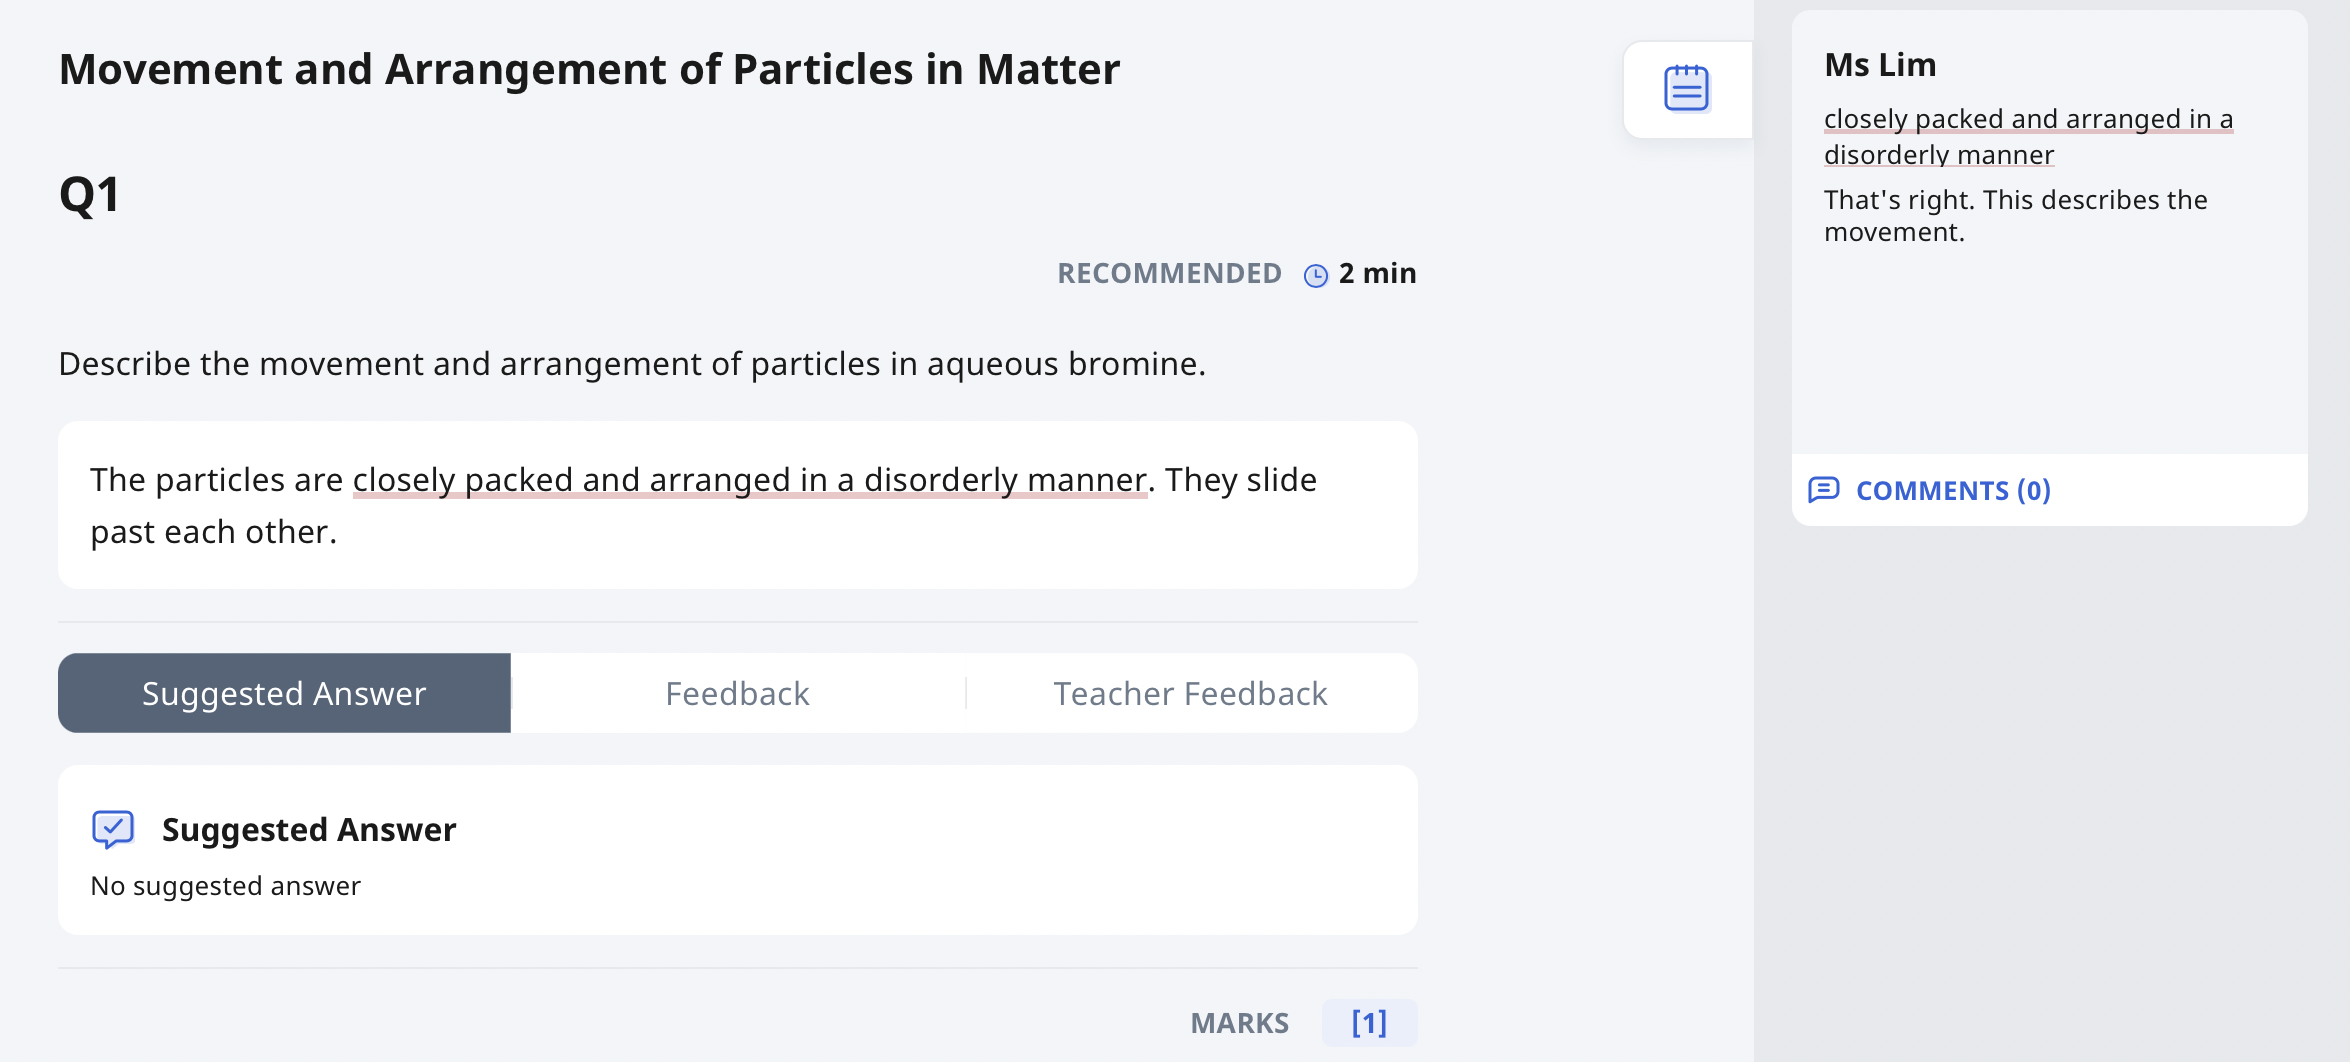 Movement and Arrangement of Particles in Matter
Q1
RECOMMENDED 2 min
Describe the movement and arrangement of particles in aqueous bromine.
The particles are closely packed and arranged in a disorderly manner. They slide
past each other.
Suggested Answer
Feedback
Teacher Feedback
Suggested Answer
No suggested answer
MARKS [1]
Ms Lim
closely packed and arranged in a
disorderly manner
That's right. This describes the
movement.
COMMENTS (0)